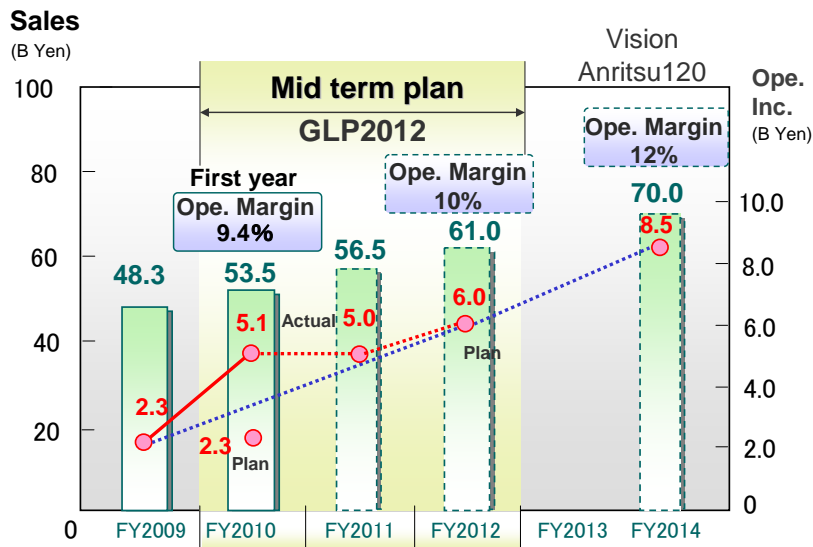 Sales
(B Yen)
Vision
Anritsu120
Ope.
Inc.
(B Yen)
100
80
60
40
20
0
Mid term plan
GLP2012
First year
Ope. Margin
9.4%
Ope. Margin
10%
Ope. Margin
12%
48.3
53.5
56.5
61.0
70.0
2.3
5.1
Actual
5.0
6.0
8.5
2.3
Plan
Plan
10.0
8.0
6.0
4.0
2.0
0
FY2009
FY2010
FY2011
FY2012
FY2013
FY2014